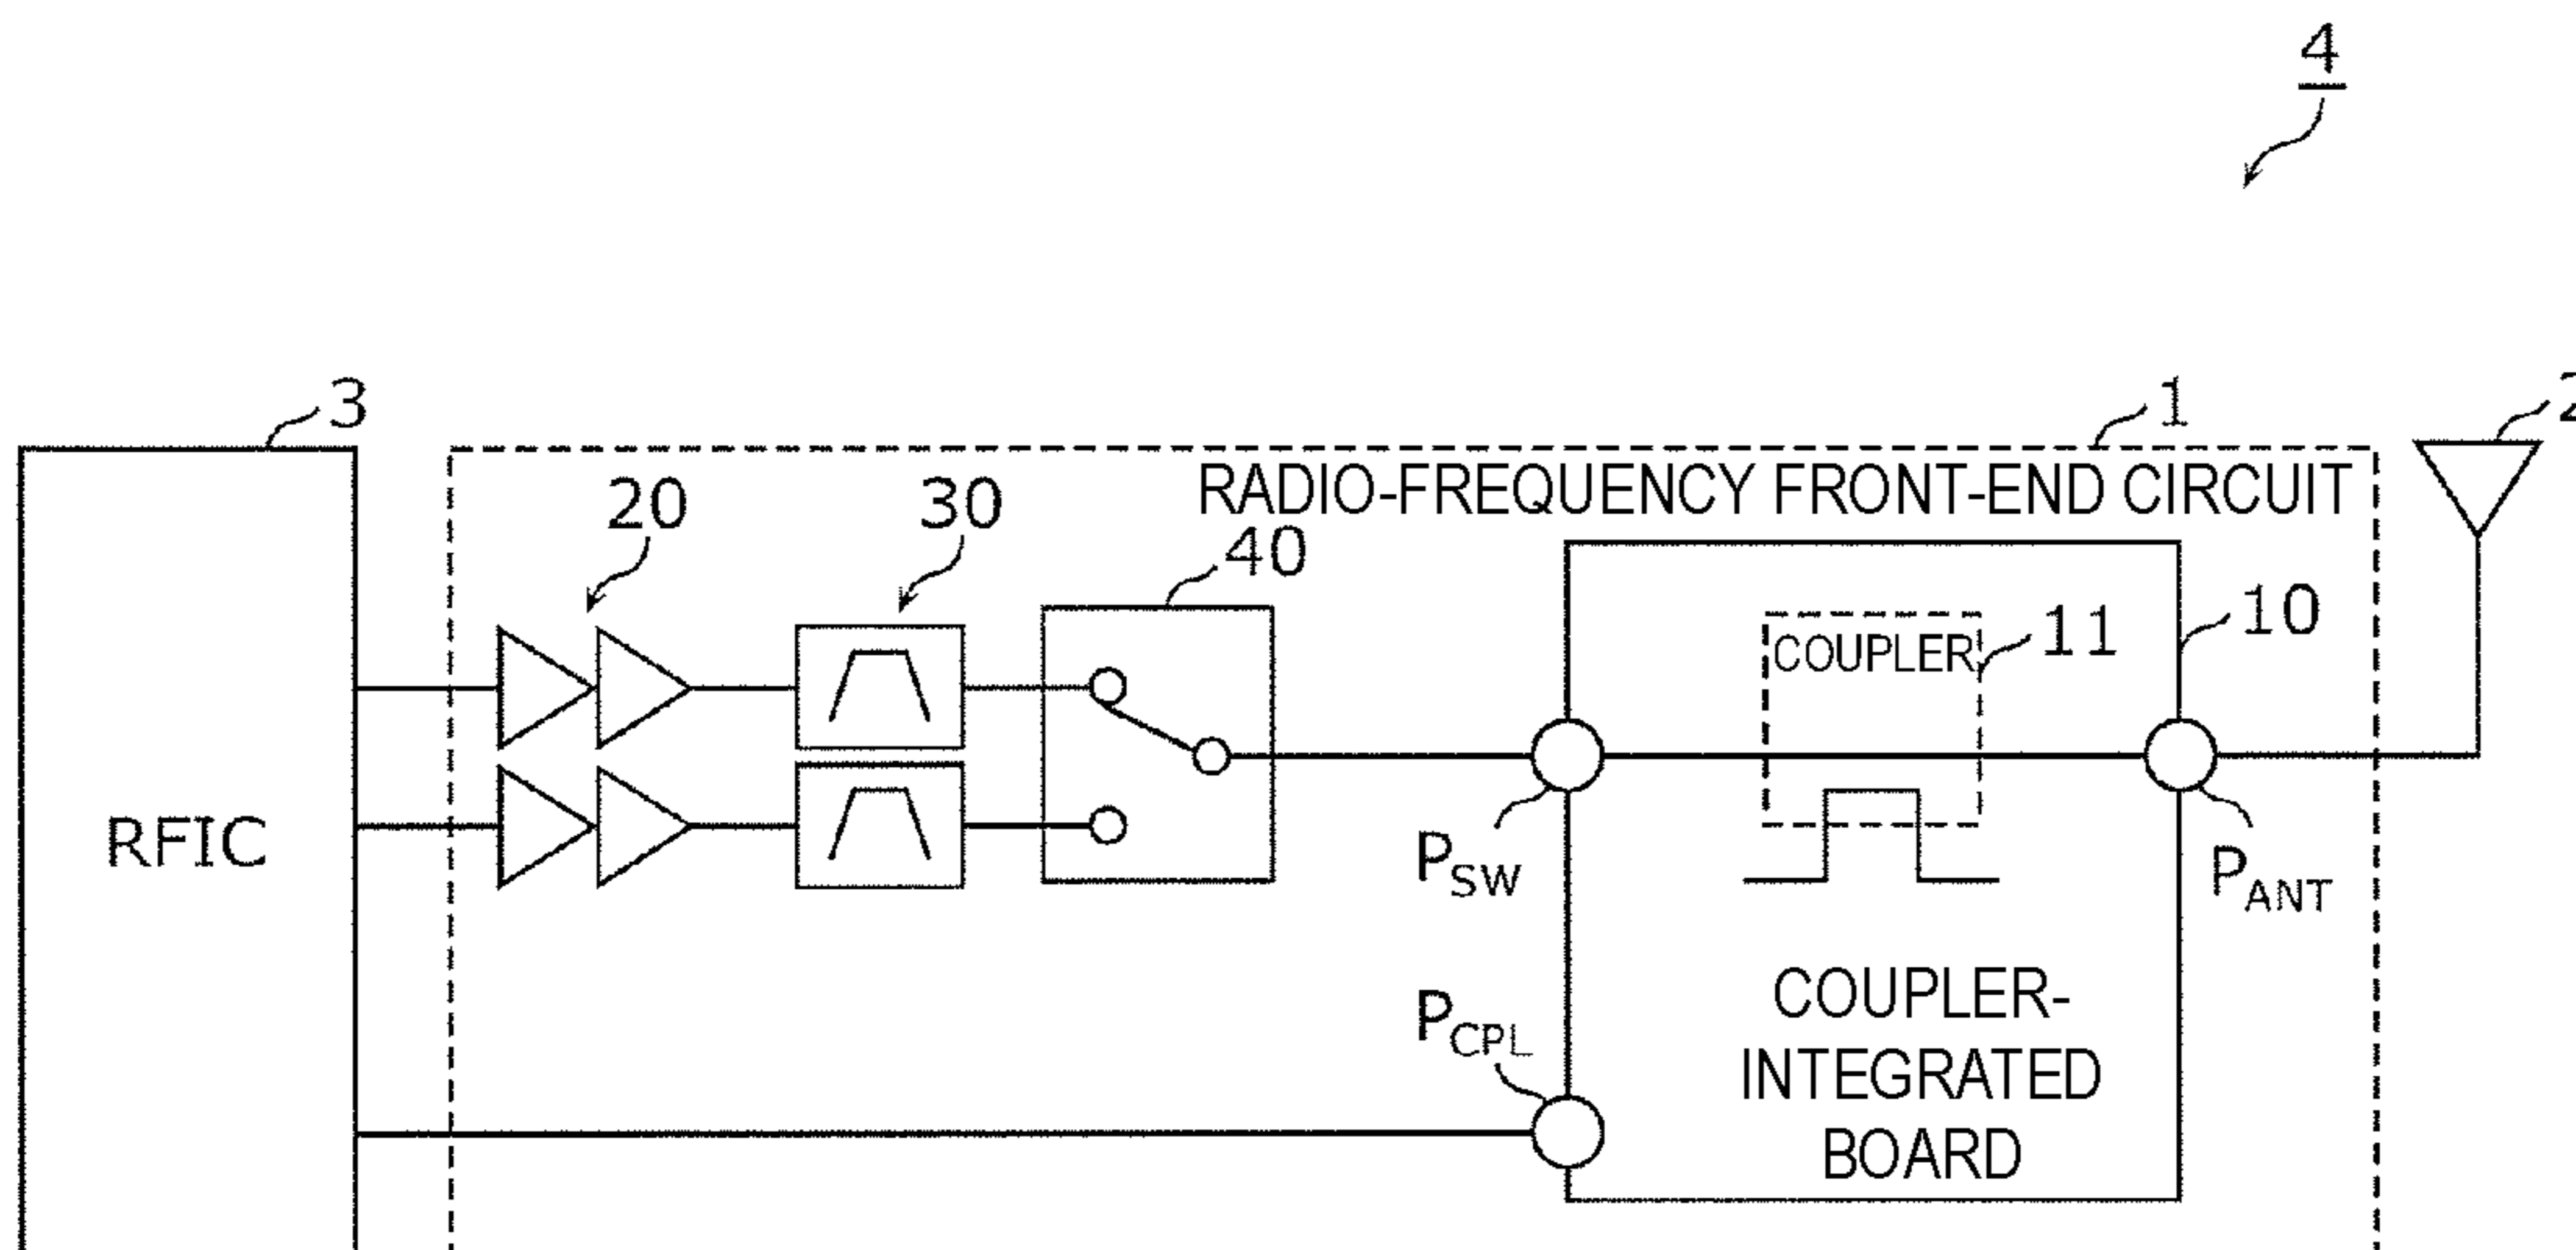 4
3
1
2
RADIO-FREQUENCY FRONT-END CIRCUIT
20
30
40
10
COUPLER
11
RFIC
PSW
PANT
PCPL
COUPLER-
INTEGRATED
BOARD